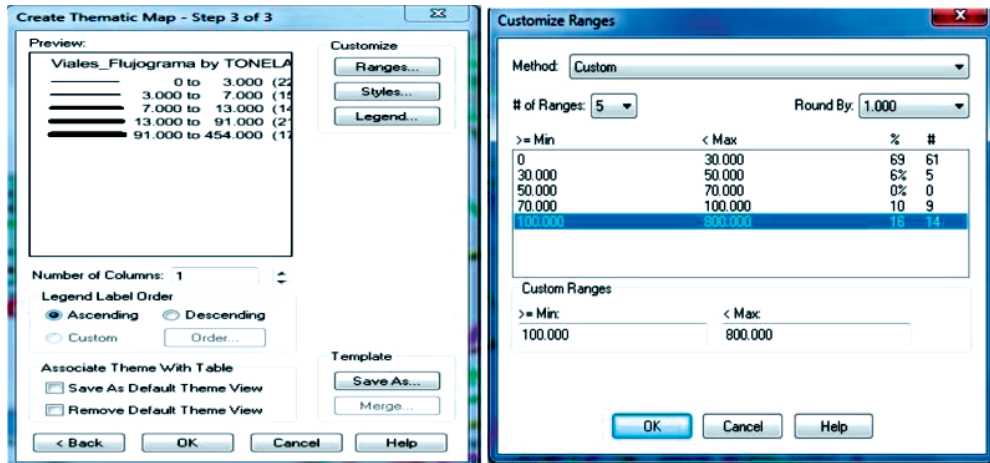 Create Thematic Map - Step 3 of 3
Preview:
Viales_Flujograma by TONELA
0 to 3.000 (22
3.000 to 7.000 (15
7.000 to 13.000 (14
13.000 to 91.000 (21
91.000 to 454.000 (17
Customize
Ranges...
Styles...
Legend...
Number of Columns: 1
Legend Label Order
Ascending Descending
Custom Order...
Associate Theme With Table
Save As Default Theme View
Remove Default Theme View
Template
Save As...
Merge...
< Back OK Cancel Help
Customize Ranges
Method: Custom
# of Ranges: 5 Round By: 1.000
>= Min < Max % #
0 30.000 69 61
30.000 50.000 6% 5
50.000 70.000 0% 0
70.000 100.000 10 9
100.000 800.000 16 14
Custom Ranges
>= Min: < Max:
100.000 800.000
OK Cancel Help